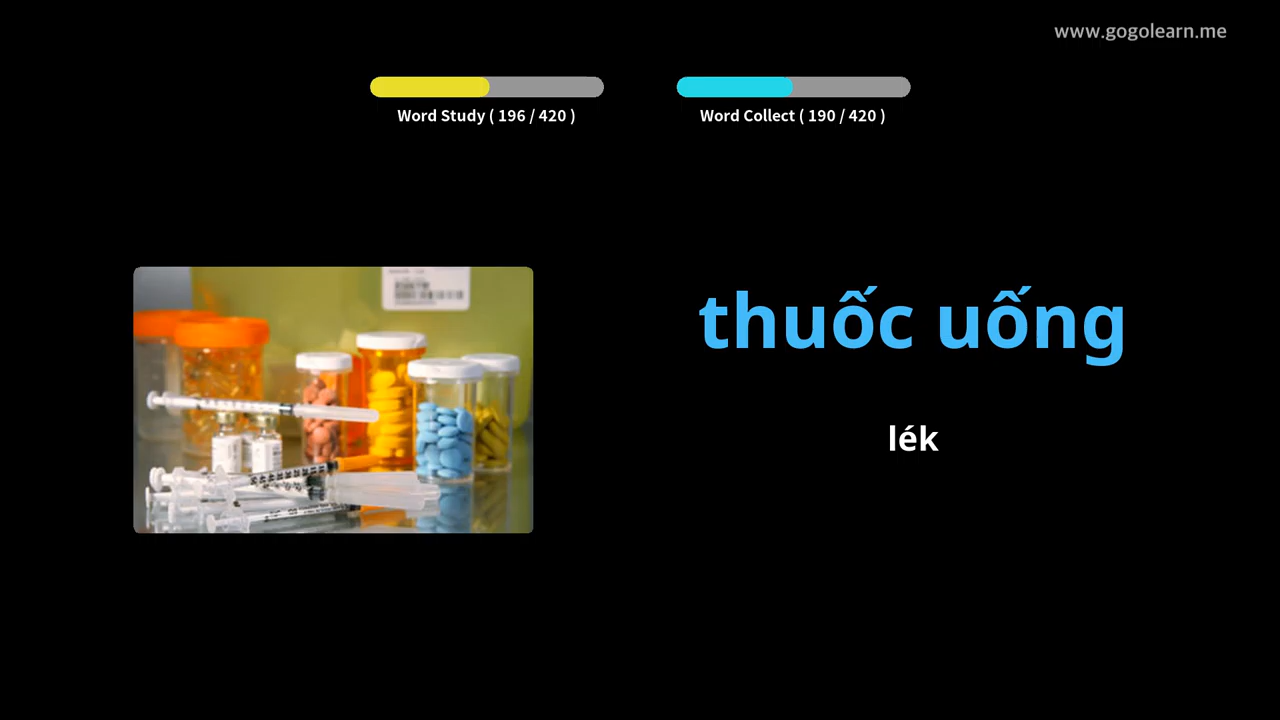 www.gogolearn.me
Word Study ( 196 / 420 )
Word Collect ( 190 / 420 )
thuốc uống
lék